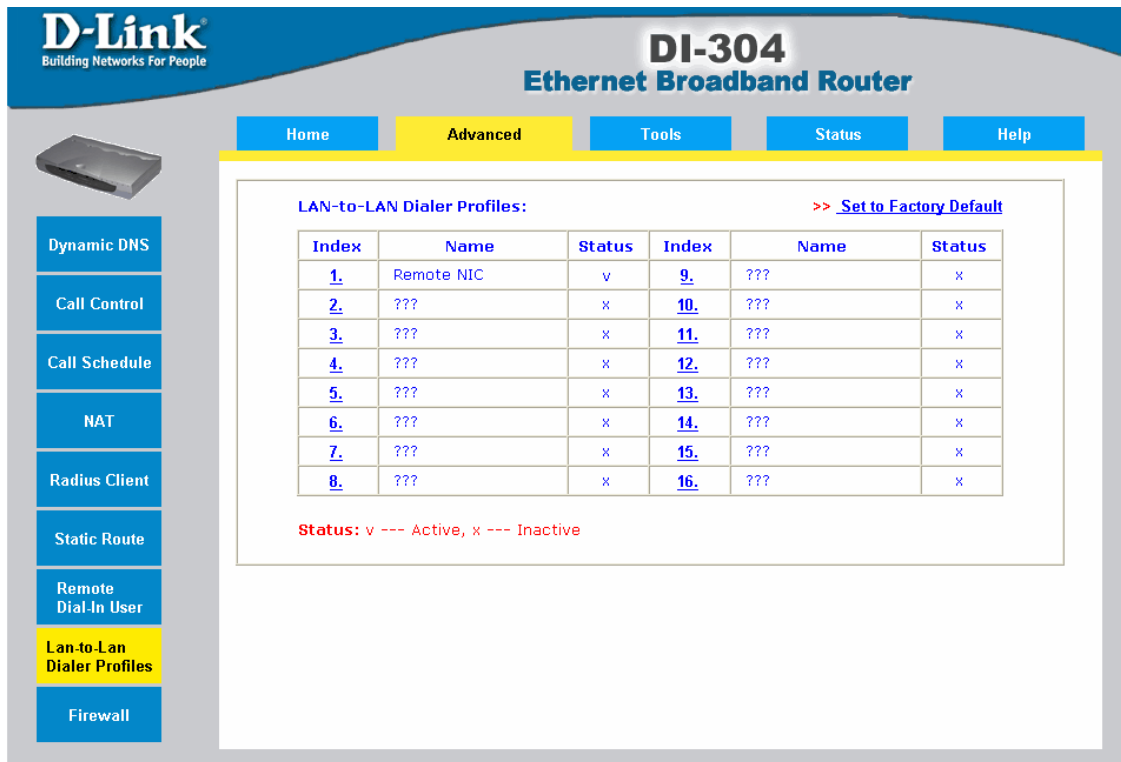 D-Link®
Building Networks For People
DI-304
Ethernet Broadband Router
Home Advanced Tools Status Help
Dynamic DNS
Call Control
Call Schedule
NAT
Radius Client
Static Route
Remote
Dial-In User
Lan-to-Lan
Dialer Profiles
Firewall
LAN-to-LAN Dialer Profiles: >> Set to Factory Default
Index Name Status Index Name Status
1. Remote NIC v 9. ??? x
2. ??? x 10. ??? x
3. ??? x 11. ??? x
4. ??? x 12. ??? x
5. ??? x 13. ??? x
6. ??? x 14. ??? x
7. ??? x 15. ??? x
8. ??? x 16. ??? x
Status: v --- Active, x --- Inactive